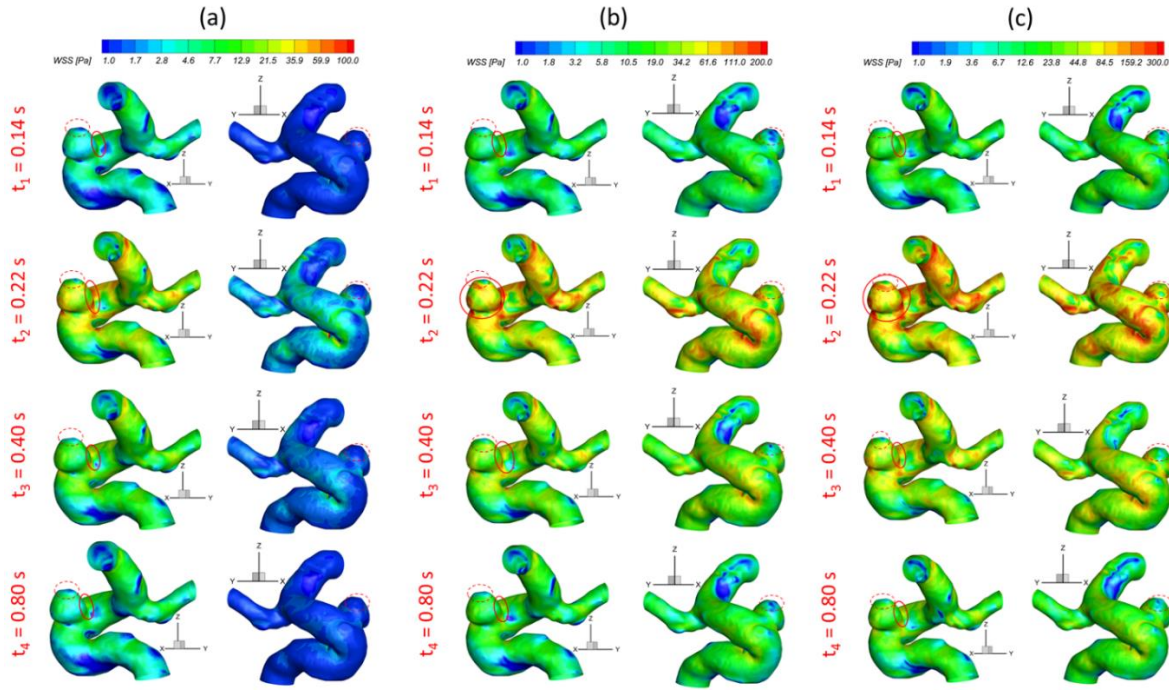 (a) (b) (c)
WSS [Pa] 1.0 1.7 2.8 4.6 7.7 12.9 21.5 35.9 59.9 100.0
WSS [Pa] 1.0 1.8 3.2 5.8 10.5 19.0 34.2 61.6 111.0 200.0
WSS [Pa] 1.0 1.9 3.6 6.7 12.6 23.8 44.8 84.5 159.2 300.0
t1 = 0.14 s
Z X Y
Z Y X
t1 = 0.14 s
Z X Y
Z Y X
t1 = 0.14 s
Z X Y
Z Y X
t2 = 0.22 s
Z X Y
Z Y X
t2 = 0.22 s
Z X Y
Z Y X
t2 = 0.22 s
Z X Y
Z Y X
t3 = 0.40 s
Z X Y
Z Y X
t3 = 0.40 s
Z X Y
Z Y X
t3 = 0.40 s
Z X Y
Z Y X
t4 = 0.80 s
Z X Y
Z Y X
t4 = 0.80 s
Z X Y
Z Y X
t4 = 0.80 s
Z X Y
Z Y X